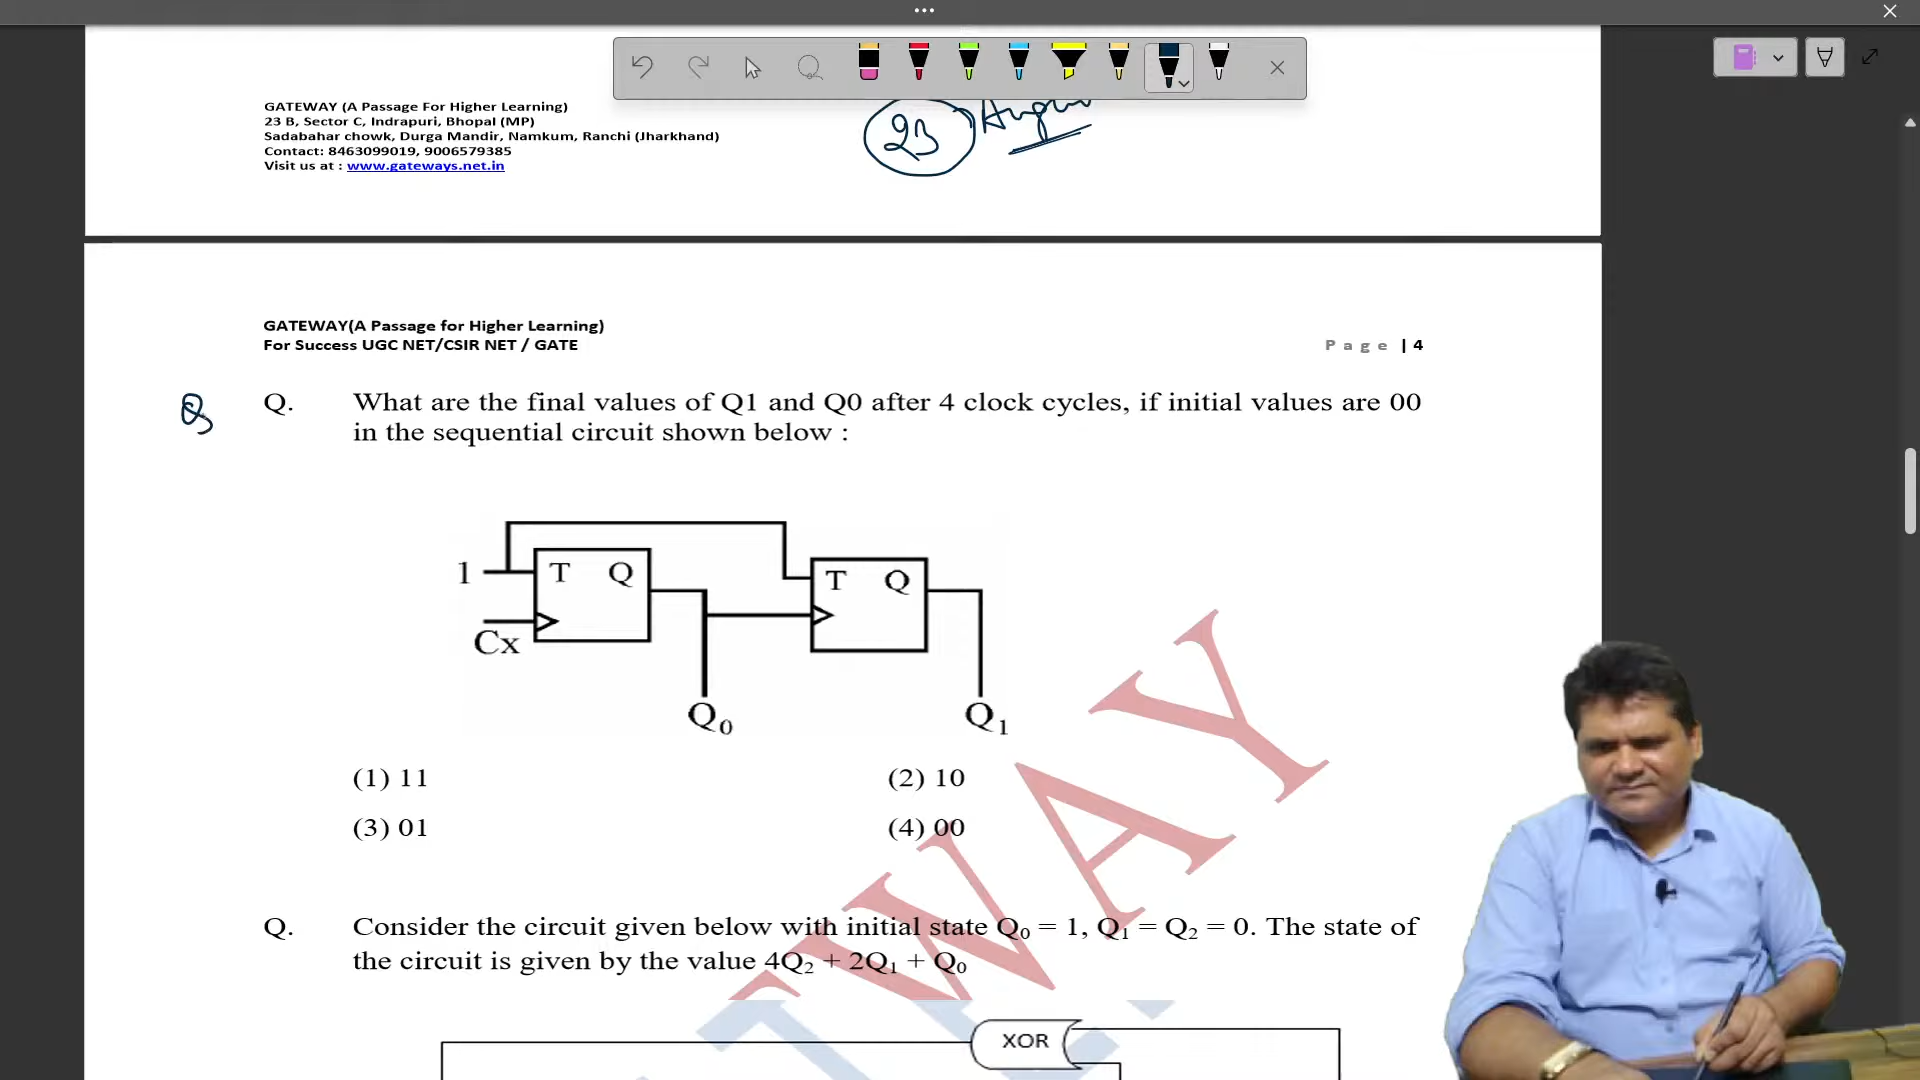 GATEWAY (A Passage For Higher Learning)
23 B, Sector C, Indrapuri, Bhopal (MP)
Sadabahar chowk, Durga Mandir, Namkum, Ranchi (Jharkhand)
Contact: 8463099019, 9006579385
Visit us at : www.gateways.net.in
23
GATEWAY(A Passage for Higher Learning)
For Success UGC NET/CSIR NET / GATE
Page | 4
Q. What are the final values of Q1 and Q0 after 4 clock cycles, if initial values are 00
in the sequential circuit shown below :
1 T Q T Q
Cx
Q₀ Q₁
(1) 11 (2) 10
(3) 01 (4) 00
Q. Consider the circuit given below with initial state Q₀ = 1, Q₁ = Q₂ = 0. The state of
the circuit is given by the value 4Q₂ + 2Q₁ + Q₀
XOR